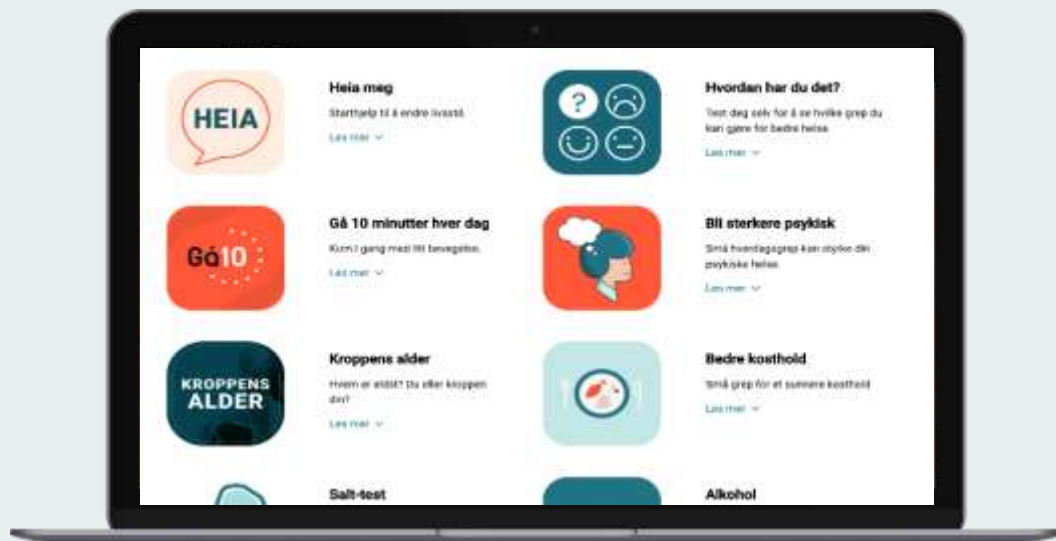 HEIA
Heia meg
Starthjelp til å endre livsstil.
Les mer
?
Hvordan har du det?
Test deg selv for å se hvilke grep du
kan gjøre for bedre helse.
Les mer
Gå10
Gå 10 minutter hver dag
Kom i gang med litt bevegelse.
Les mer
Bli sterkere psykisk
Små hverdagsgrep kan styrke din
psykiske helse.
Les mer
KROPPENS
ALDER
Kroppens alder
Hvem er eldst? Du eller kroppen
din?
Les mer
Bedre kosthold
Små grep for et sunnere kosthold
Les mer
Salt-test
Alkohol